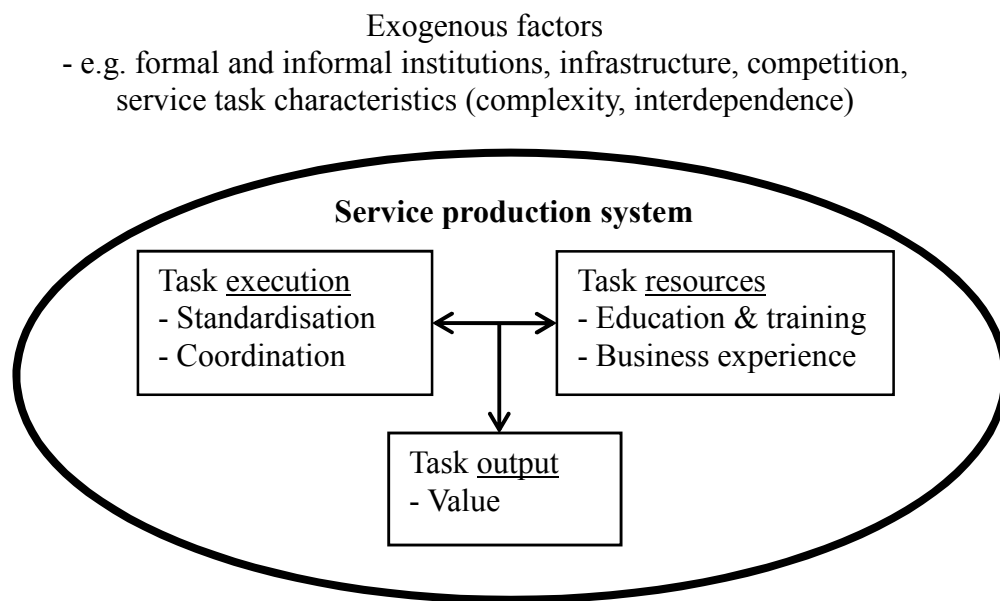 Exogenous factors
- e.g. formal and informal institutions, infrastructure, competition,
service task characteristics (complexity, interdependence)
Service production system
Task execution
- Standardisation
- Coordination
Task resources
- Education & training
- Business experience
Task output
- Value